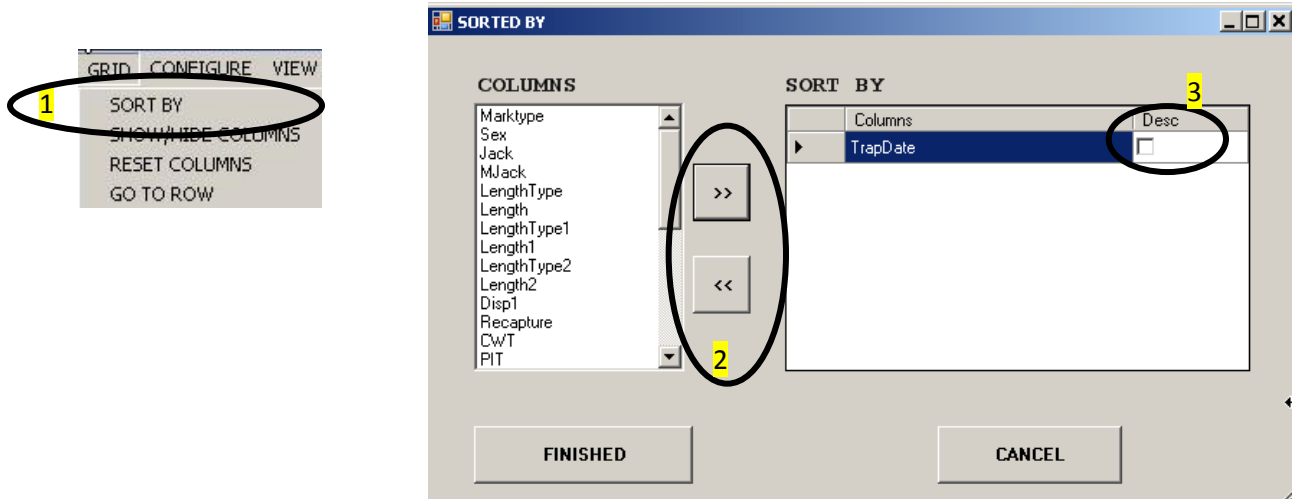 GRID CONFIGURE VIEW
1
SORT BY
SHOW/HIDE COLUMNS
RESET COLUMNS
GO TO ROW
SORTED BY
COLUMNS
Marktype
Sex
Jack
MJack
LengthType
Length
LengthType1
Length1
LengthType2
Length2
Disp1
Recapture
CWT
PIT
>>
<<
2
SORT BY
3
Columns Desc
TrapDate
FINISHED
CANCEL